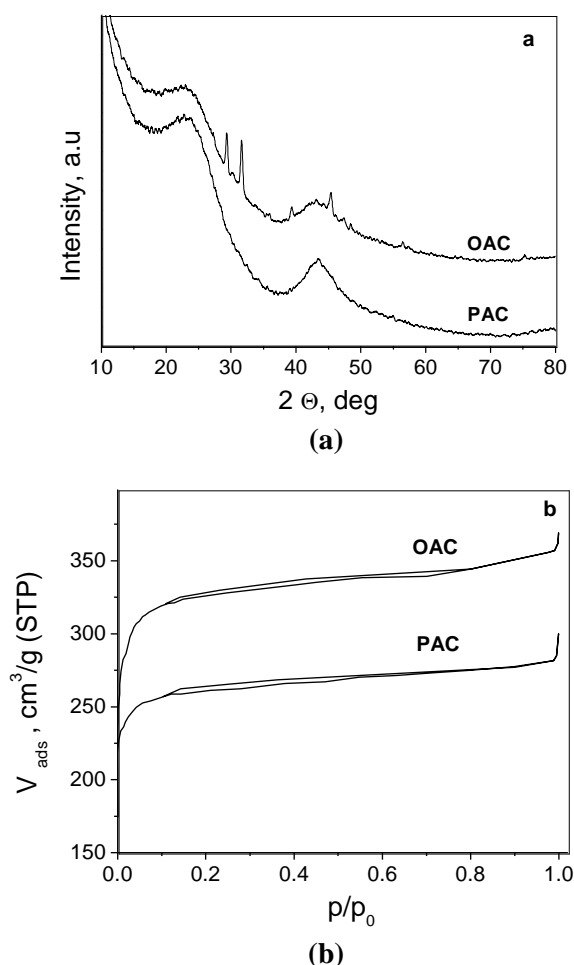 a
Intensity, a.u
OAC
PAC
10 20 30 40 50 60 70 80
2 Θ, deg
(a)
b
V ads , cm³/g (STP)
350
300
250
200
150
OAC
PAC
0.0 0.2 0.4 0.6 0.8 1.0
p/p₀
(b)